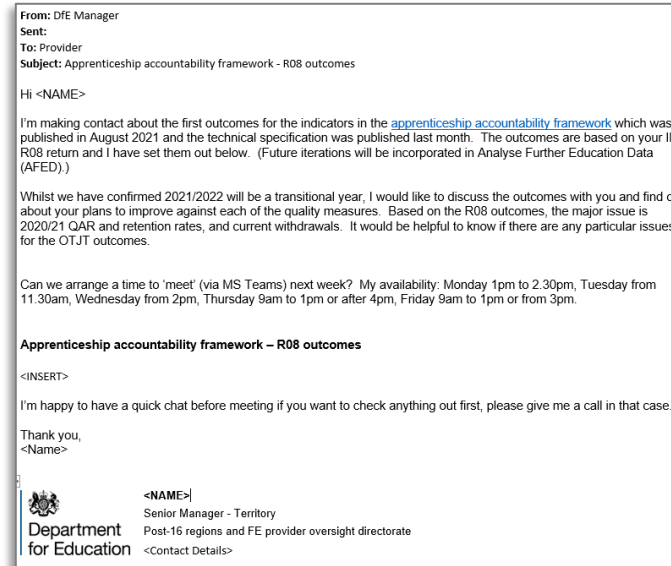 From: DfE Manager
Sent:
To: Provider
Subject: Apprenticeship accountability framework - R08 outcomes
Hi <NAME>
I'm making contact about the first outcomes for the indicators in the apprenticeship accountability framework which was
published in August 2021 and the technical specification was published last month. The outcomes are based on your
R08 return and I have set them out below. (Future iterations will be incorporated in Analyse Further Education Data
(AFED).)
Whilst we have confirmed 2021/2022 will be a transitional year, I would like to discuss the outcomes with you and find
about your plans to improve against each of the quality measures. Based on the R08 outcomes, the major issue is
2020/21 QAR and retention rates, and current withdrawals. It would be helpful to know if there are any particular issues
for the OTJT outcomes.
Can we arrange a time to 'meet' (via MS Teams) next week? My availability: Monday 1pm to 2.30pm, Tuesday from
11.30am, Wednesday from 2pm, Thursday 9am to 1pm or after 4pm, Friday 9am to 1pm or from 3pm.
Apprenticeship accountability framework – R08 outcomes
<INSERT>
I'm happy to have a quick chat before meeting if you want to check anything out first, please give me a call in that case.
Thank you,
<Name>
<NAME>
Senior Manager - Territory
Post-16 regions and FE provider oversight directorate
<Contact Details>
Department
for Education